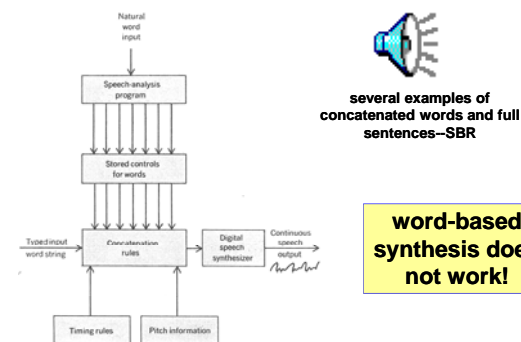 Natural
word
input
Speech-analysis
program
Stored controls
for words
Typed input
word string
Concatenation
rules
Digital
speech
synthesizer
Continuous
speech
output
Timing rules
Pitch information
several examples of
concatenated words and full
sentences--SBR
word-based
synthesis doe
not work!